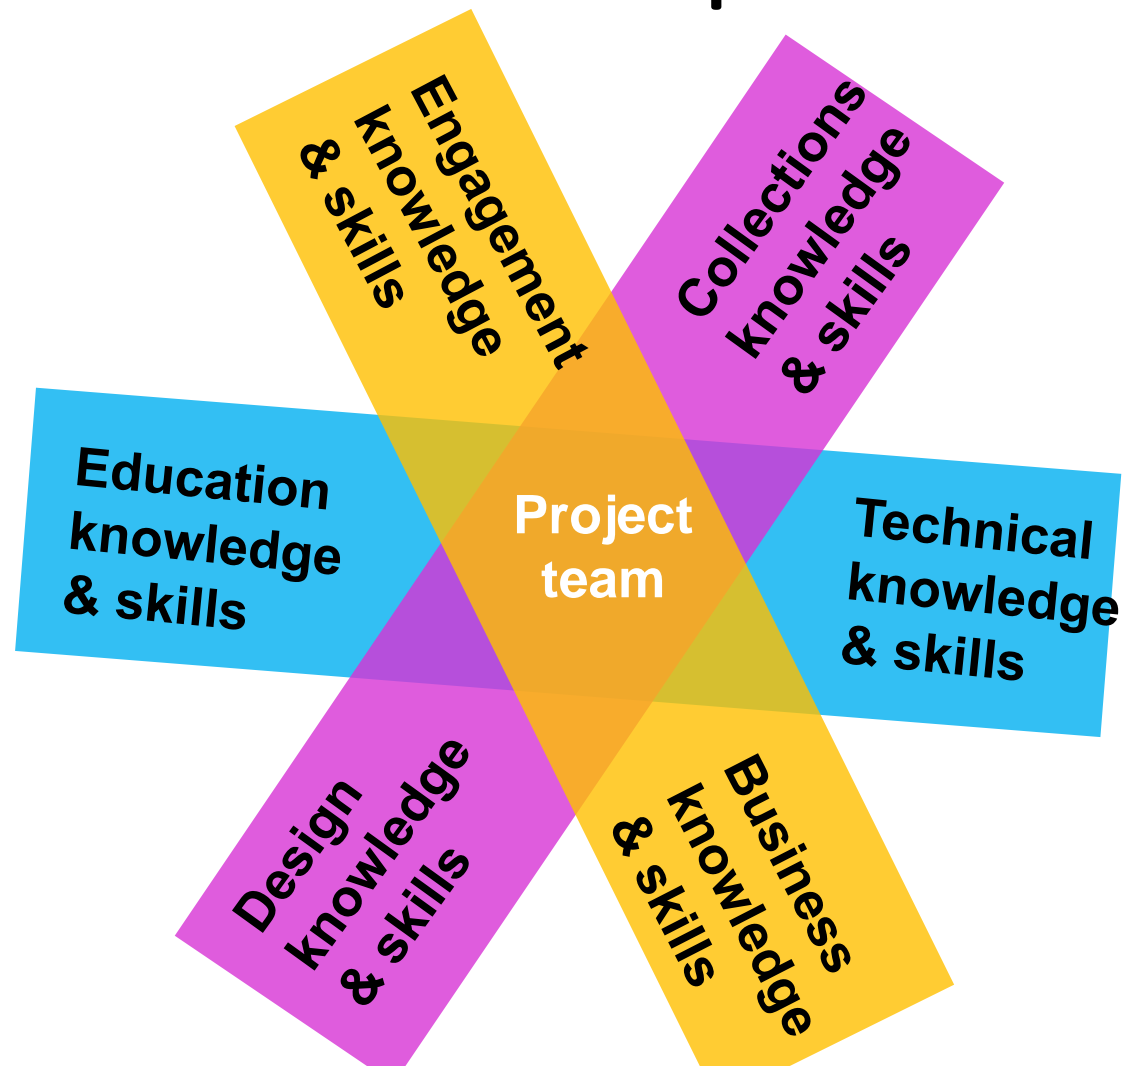 Engagement
knowledge
& skills
Collections
knowledge
& skills
Education
knowledge
& skills
Project
team
Technical
knowledge
& skills
Design
knowledge
& skills
Business
knowledge
& skills